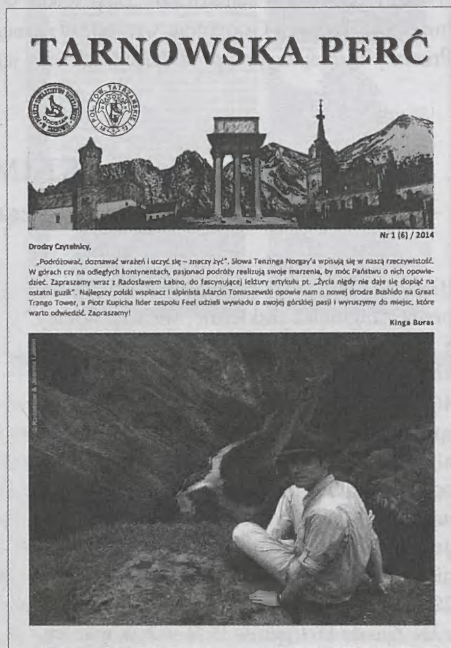 TARNOWSKA PERĆ
Nr 1 (6) / 2014
Drodzy Czytelnicy,
„Podróżować, doznawać wrażeń i uczyć się – znaczy żyć”, Słowa Tenzinga Norgay'a wpisują się w naszą rzeczywistość.
W górach czy na odległych kontynentach, pasjonaci podróży realizują swoje marzenia, by móc Państwu o nich opowie-
dzieć. Zapraszamy wraz z Radosławem Łabno, do fascynującej lektury artykułu pt. „Życia nigdy nie daje się dopiąć na
ostatni guzik”. Najlepszy polski wspinacz i alpinista Marcin Tomaszewski opowie nam o nowej drodze Bushido na Great
Trango Tower, a Piotr Kupicha lider zespołu Feel udzieli wywiadu o swojej górskiej pasji i wyruszymy do miejsc, które
warto odwiedzić. Zapraszamy!
Kinga Buras